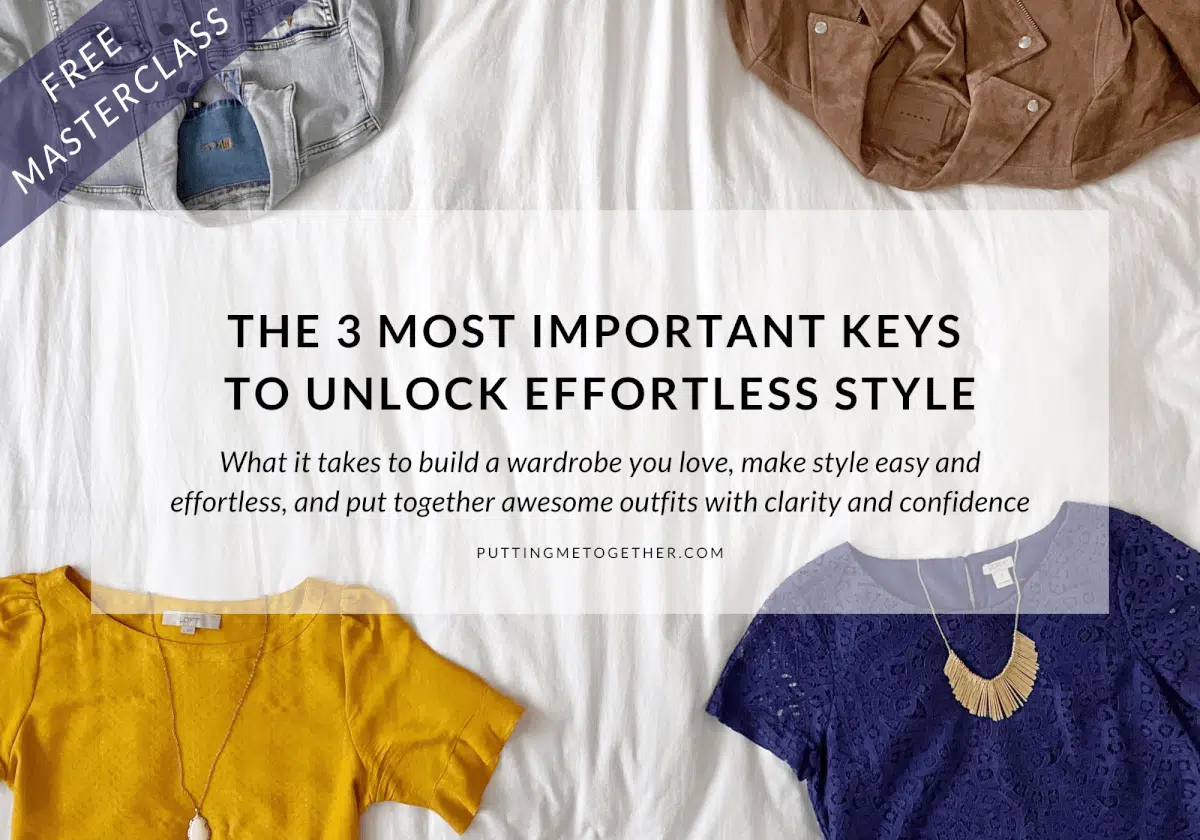 FREE
MASTERCLASS
THE 3 MOST IMPORTANT KEYS
TO UNLOCK EFFORTLESS STYLE
What it takes to build a wardrobe you love, make style easy and
effortless, and put together awesome outfits with clarity and confidence
PUTTINGMETOGETHER.COM
LOFT